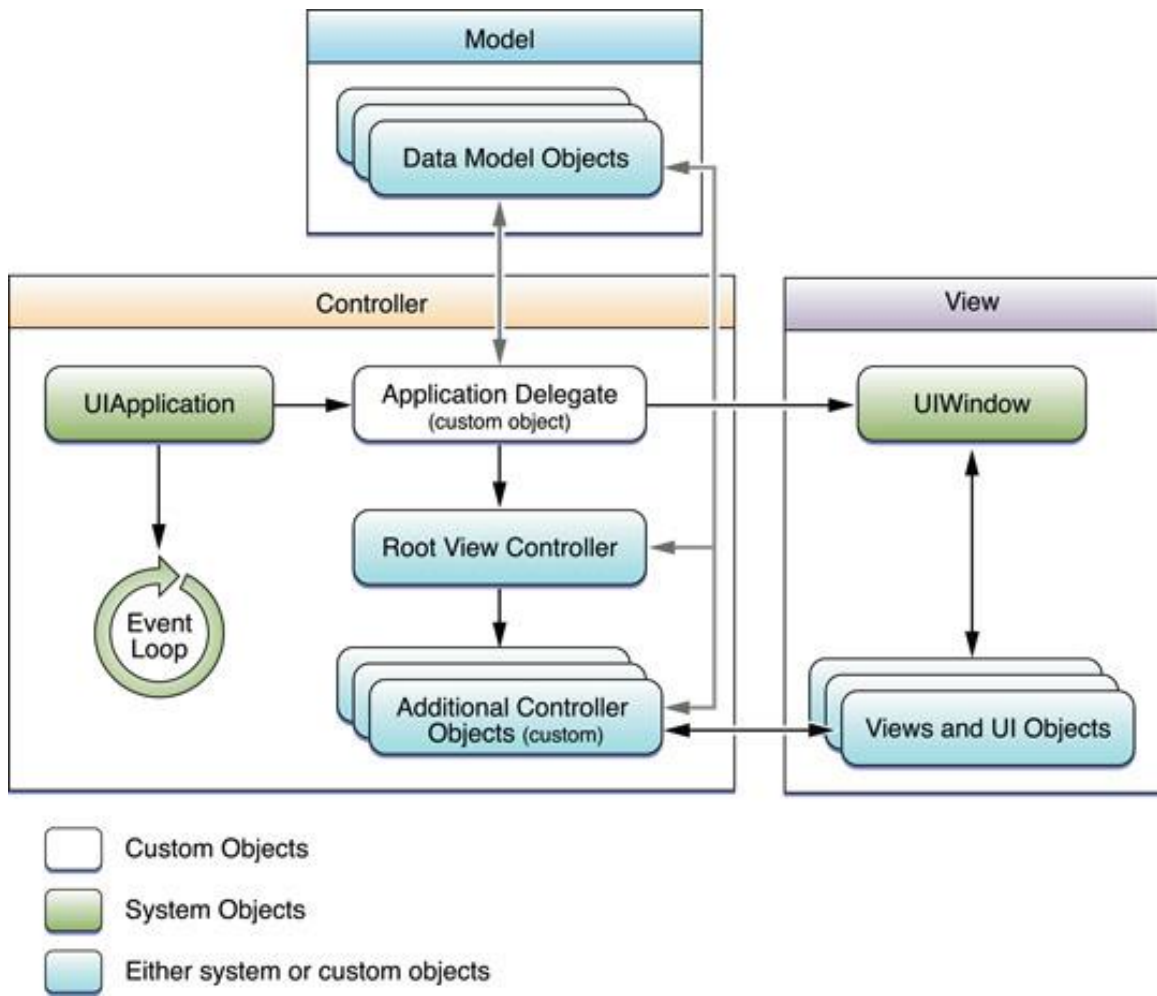 Model
Data Model Objects
Controller
View
UIApplication
Application Delegate
(custom object)
UIWindow
Root View Controller
Event
Loop
Additional Controller
Objects (custom)
Views and UI Objects
Custom Objects
System Objects
Either system or custom objects